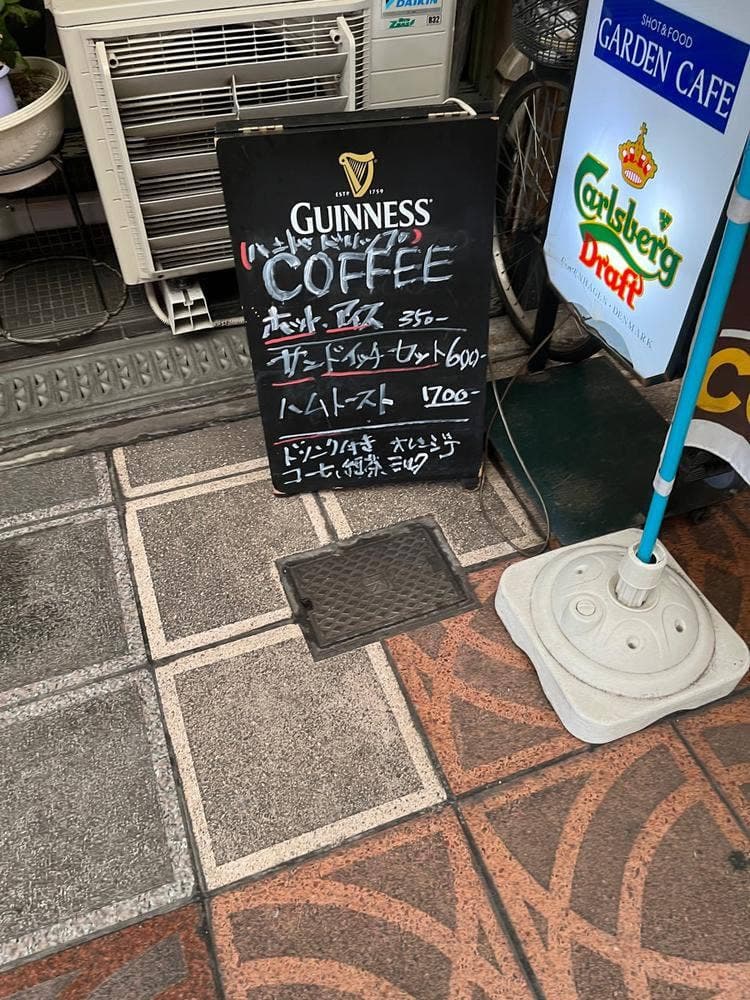 DAIKIN
R32
SHOT & FOOD
GARDEN CAFE
ESTD 1759
GUINNESS
(ハンドドリップ)
COFFEE
ホット・アイス 350-
サンドイッチセット 600-
ハムトースト 700-
ドリンク付き オレンジ
コーヒ、紅茶、ミルク
Carlsberg
Draft
COPENHAGEN • DENMARK